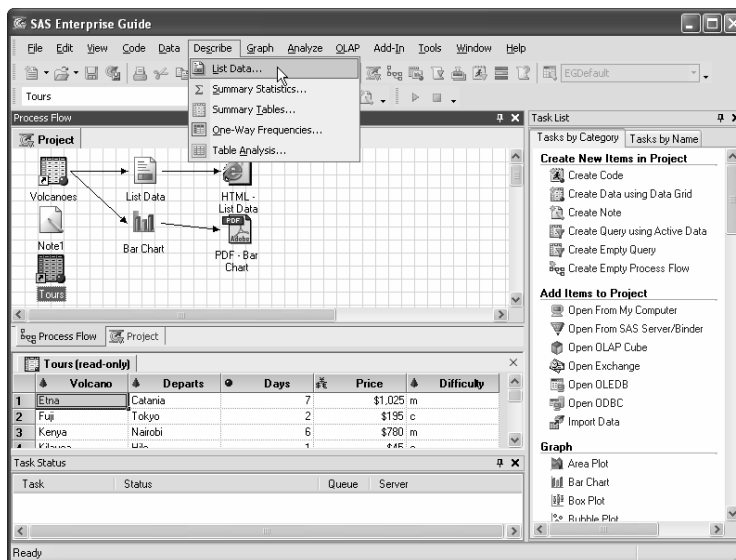 SAS Enterprise Guide
File Edit View Code Data Describe Graph Analyze OLAP Add-In Tools Window Help
List Data...
Summary Statistics...
Summary Tables...
One-Way Frequencies...
Table Analysis...
EGDefault
Tours
Process Flow
Project
Volcanoes
List Data
HTML -
List Data
Note1
Bar Chart
PDF
Adobe
PDF - Bar
Chart
Tours
Process Flow
Project
Tours (read-only)
Volcano Departs Days Price Difficulty
1 Etna Catania 7 $1,025 m
2 Fuji Tokyo 2 $195 c
3 Kenya Nairobi 6 $780 m
4 Kilauea Hilo 1 $45 e
Task Status
Task Status Queue Server
Ready
Task List
Tasks by Category Tasks by Name
Create New Items in Project
Create Code
Create Data using Data Grid
Create Note
Create Query using Active Data
Create Empty Query
Create Empty Process Flow
Add Items to Project
Open From My Computer
Open From SAS Server/Binder
Open OLAP Cube
Open Exchange
Open OLEDB
Open ODBC
Import Data
Graph
Area Plot
Bar Chart
Box Plot
Bubble Plot